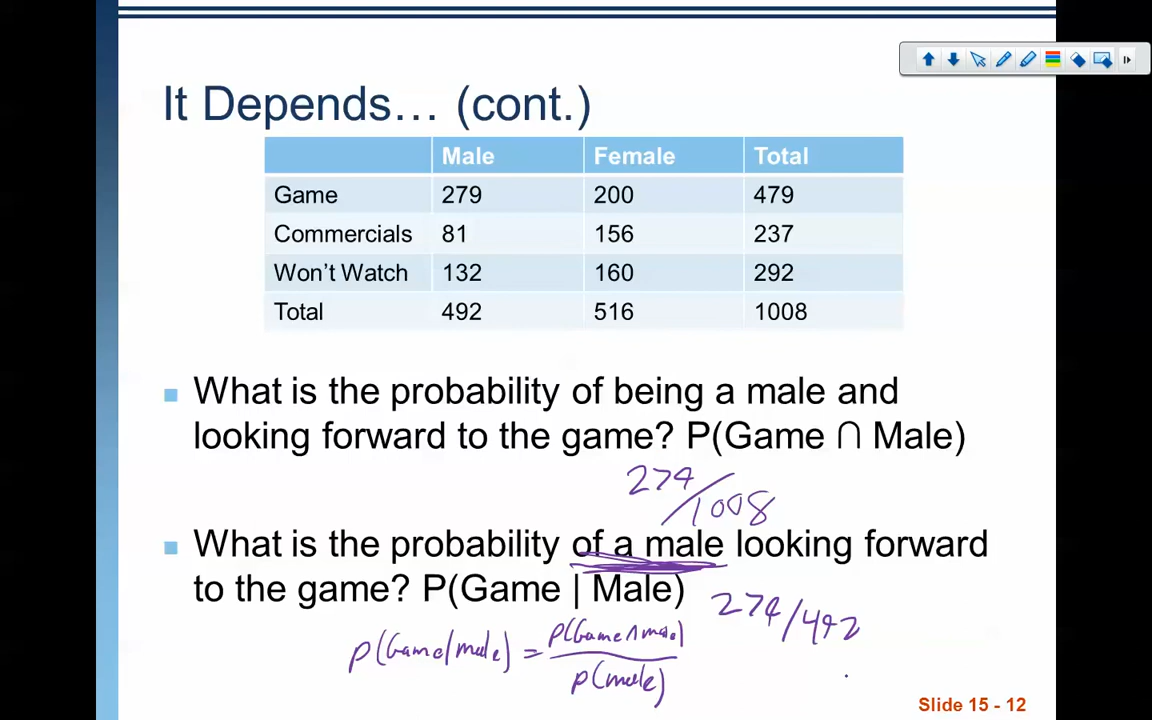 It Depends… (cont.)
Male Female Total
Game 279 200 479
Commercials 81 156 237
Won't Watch 132 160 292
Total 492 516 1008
What is the probability of being a male and
looking forward to the game? P(Game ∩ Male)
279/1008
What is the probability of a male looking forward
to the game? P(Game | Male)
279/492
P(Game/male) = P(Game∩male)
P(male)
Slide 15 - 12